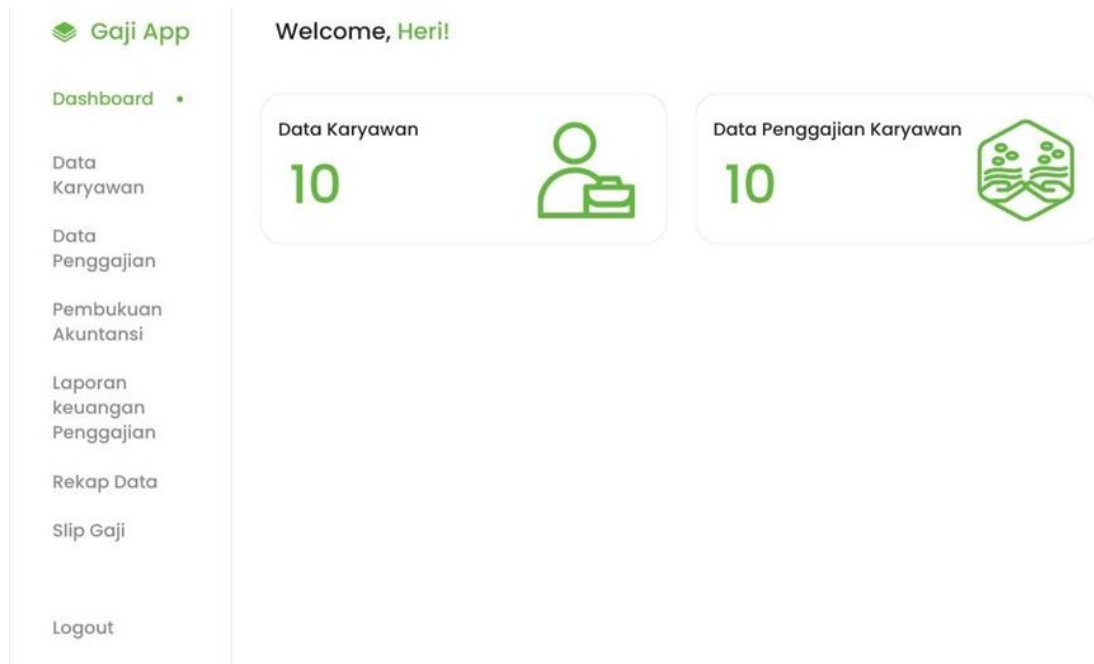 Gaji App
Welcome, Heri!
Dashboard
Data
Karyawan
Data
Penggajian
Pembukuan
Akuntansi
Laporan
keuangan
Penggajian
Rekap Data
Slip Gaji
Logout
Data Karyawan
10
Data Penggajian Karyawan
10